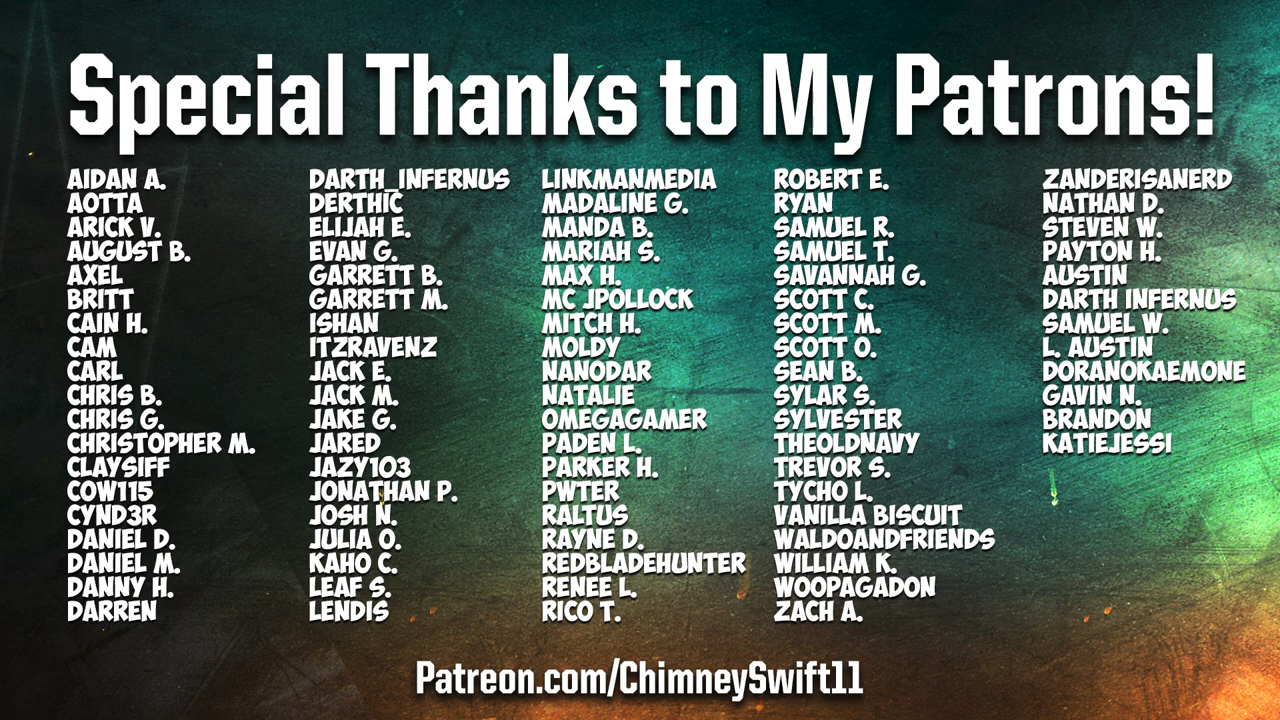 Special Thanks to My Patrons!
AIDAN A.
AOTTA
ARICK V.
AUGUST B.
AXEL
BRITT
CAIN H.
CAM
CARL
CHRIS B.
CHRIS G.
CHRISTOPHER M.
CLAYSIFF
COW115
CYND3R
DANIEL D.
DANIEL M.
DANNY H.
DARREN
DARTH_INFERNUS
DERTHIC
ELIJAH E.
EVAN G.
GARRETT B.
GARRETT M.
ISHAN
ITZRAVENZ
JACK E.
JACK M.
JAKE G.
JARED
JAZY103
JONATHAN P.
JOSH N.
JULIA O.
KAHO C.
LEAF S.
LENDIS
LINKMANMEDIA
MADALINE G.
MANDA B.
MARIAH S.
MAX H.
MC JPOLLOCK
MITCH H.
MOLDY
NANODAR
NATALIE
OMEGAGAMER
PADEN L.
PARKER H.
PWTER
RALTUS
RAYNE D.
REDBLADEHUNTER
RENEE L.
RICO T.
ROBERT E.
RYAN
SAMUEL R.
SAMUEL T.
SAVANNAH G.
SCOTT C.
SCOTT M.
SCOTT O.
SEAN B.
SYLAR S.
SYLVESTER
THEOLDNAVY
TREVOR S.
TYCHO L.
VANILLA BISCUIT
WALDOANDFRIENDS
WILLIAM K.
WOOPAGADON
ZACH A.
ZANDERISANERD
NATHAN D.
STEVEN W.
PAYTON H.
AUSTIN
DARTH INFERNUS
SAMUEL W.
L. AUSTIN
DORANOKAEMONE
GAVIN N.
BRANDON
KATIEJESSI
Patreon.com/ChimneySwift11